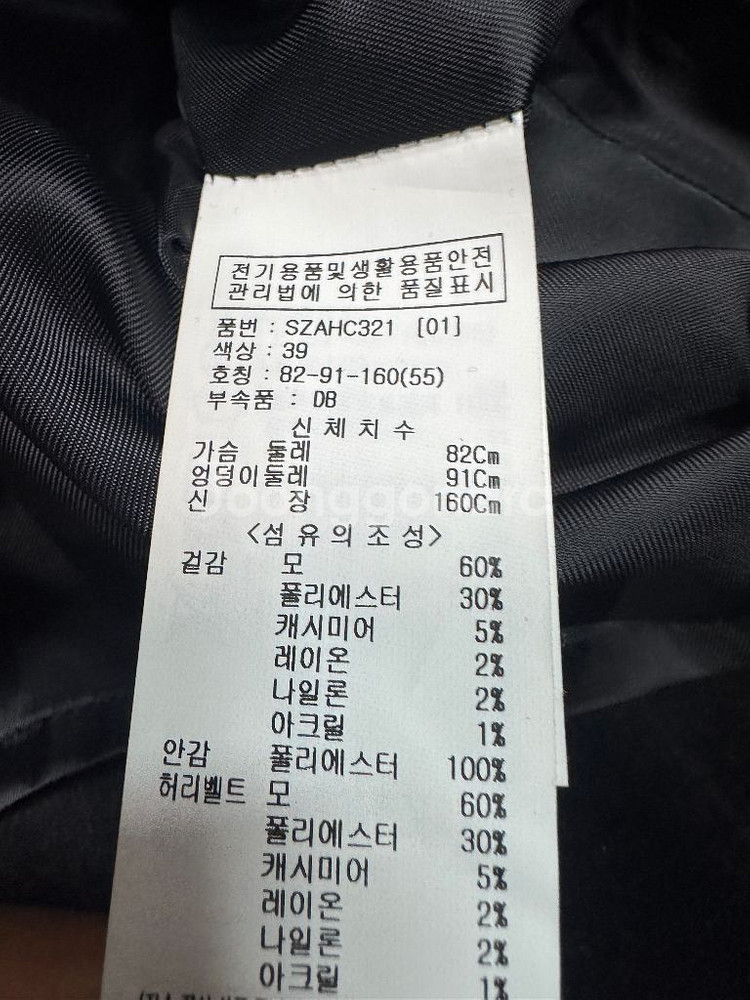 전기용품및생활용품안전
관리법에 의한 품질표시
품번 : SZAHC321 [01]
색상 : 39
호칭 : 82-91-160(55)
부속품 : DB
신 체 치 수
가슴 둘레 82Cm
엉덩이둘레 91Cm
신 장 160Cm
<섬 유 의 조 성>
겉감 모 60%
폴리에스터 30%
캐시미어 5%
레이온 2%
나일론 2%
아크릴 1%
안감 폴리에스터 100%
허리벨트 모 60%
폴리에스터 30%
캐시미어 5%
레이온 2%
나일론 2%
아크릴 1%